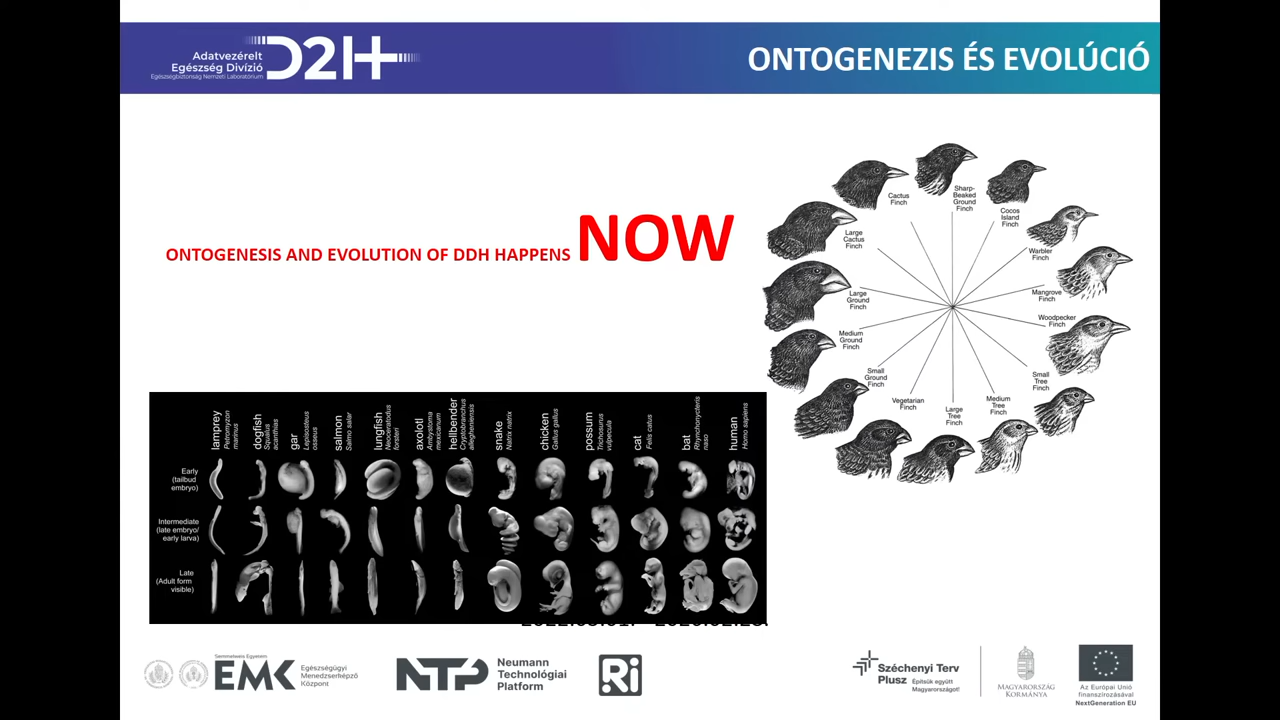 Adatvezérelt
Egészség Divízió
Egészségbiztonság Nemzeti Laboratórium
D2H
ONTOGENEZIS ÉS EVOLÚCIÓ
ONTOGENESIS AND EVOLUTION OF DDH HAPPENS NOW
Cactus
Finch
Sharp-
Beaked
Ground
Finch
Cocos
Island
Finch
Warbler
Finch
Mangrove
Finch
Woodpecker
Finch
Small
Tree
Finch
Medium
Tree
Finch
Large
Tree
Finch
Vegetarian
Finch
Small
Ground
Finch
Medium
Ground
Finch
Large
Ground
Finch
Large
Cactus
Finch
lamprey
Petromyzon
marinus
dogfish
Squalus
acanthias
gar
Lepisosteus
osseus
salmon
Salmo salar
lungfish
Neoceratodus
forsteri
axolotl
Ambystoma
mexicanum
hellbender
Cryptobranchus
alleganiensis
snake
Natrix natrix
chicken
Gallus gallus
possum
Trichosurus
vulpecula
cat
Felis catus
bat
Rhynchonycteris
naso
human
Homo sapiens
Early
(tailbud
embryo)
Intermediate
(late embryo/
early larva)
Late
(Adult form
visible)
Semmelweis Egyetem
EMK
Egészségügyi
Menedzserképző
Központ
NTP
Neumann
Technológiai
Platform
Ri
Széchenyi Terv
Plusz
Építsük együtt
Magyarországot!
MAGYARORSZÁG
KORMÁNYA
Az Európai Unió
finanszírozásával
NextGeneration EU